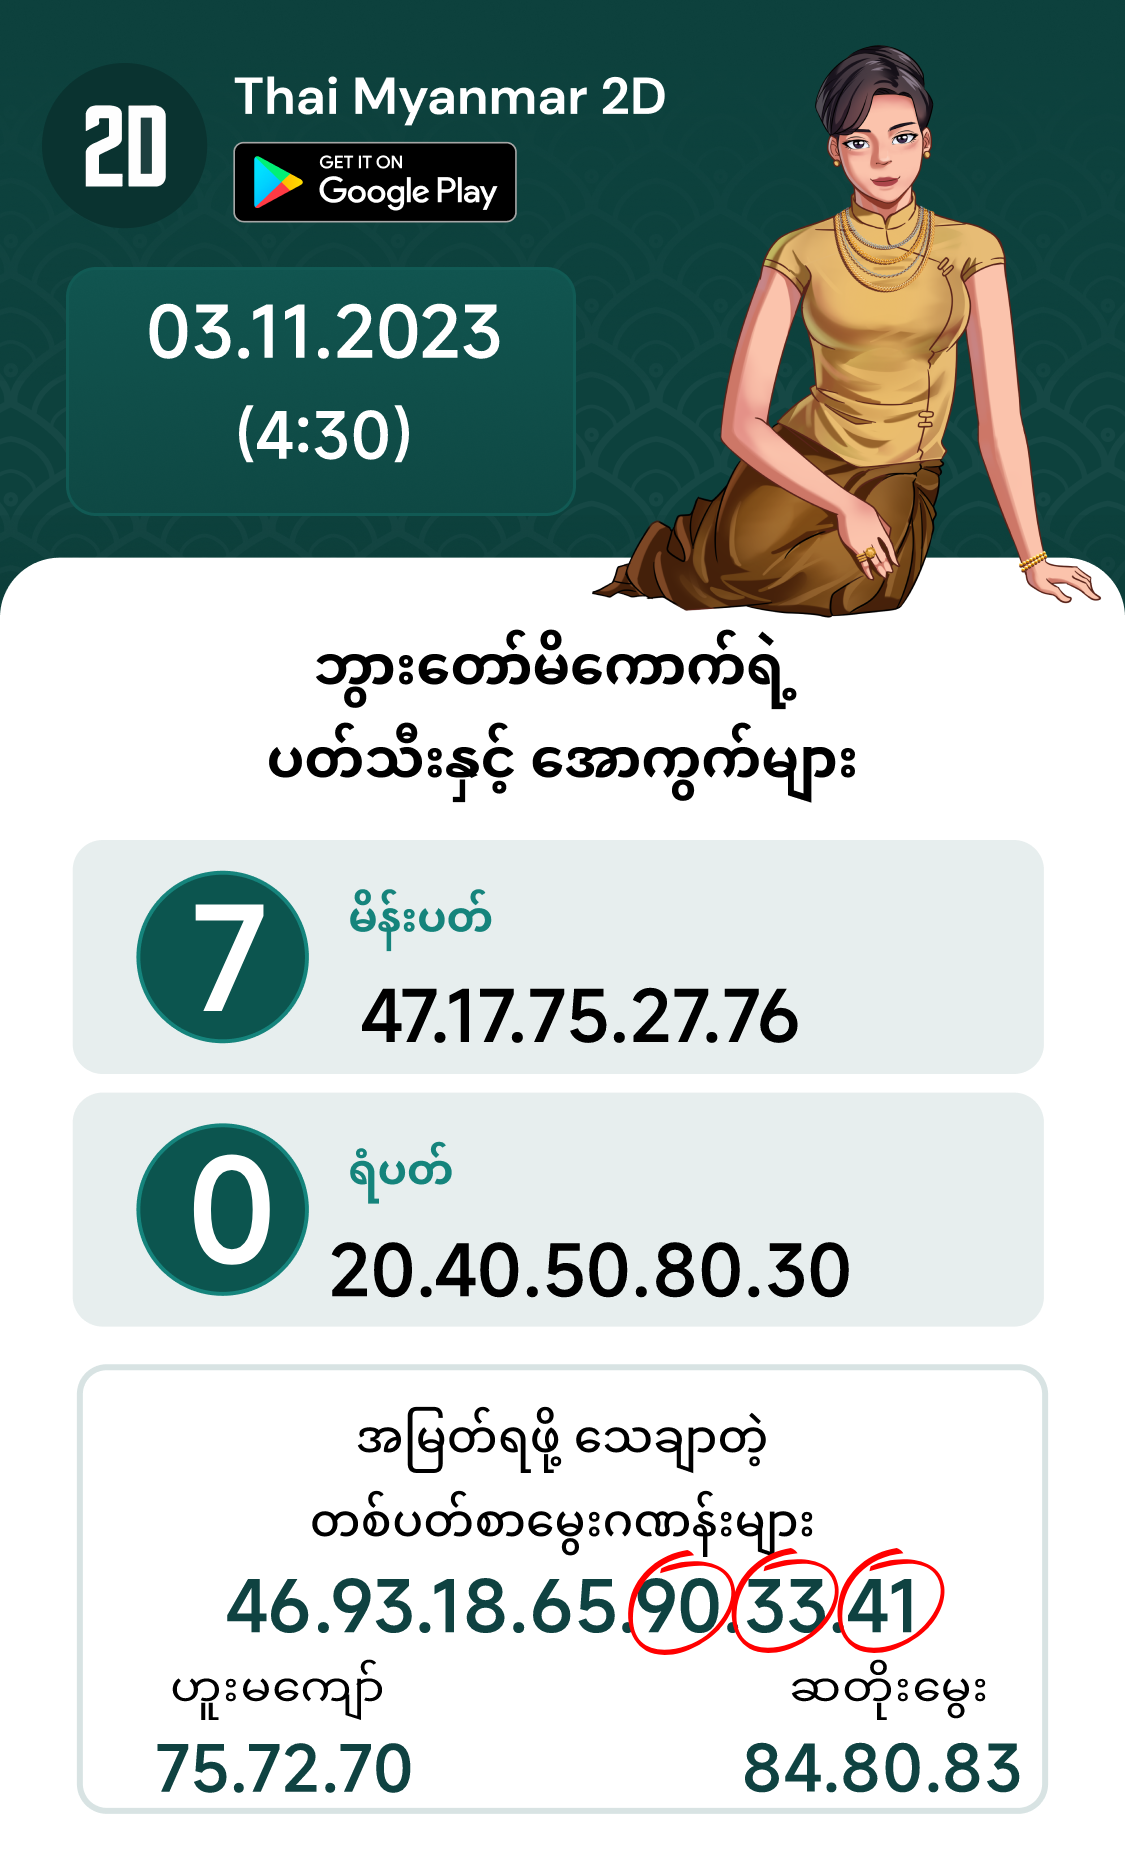 2D
Thai Myanmar 2D
GET IT ON
Google Play
03.11.2023
(4:30)
ဘွားတော်မိကောက်ရဲ့
ပတ်သီးနှင့် အောကွက်များ
7
မိန်းပတ်
47.17.75.27.76
0
ရံပတ်
20.40.50.80.30
အမြတ်ရဖို့ သေချာတဲ့
တစ်ပတ်စာမွေးဂဏန်းများ
46.93.18.65.90.33.41
ဟူးမကျော် ဆတိုးမွေး
75.72.70 84.80.83